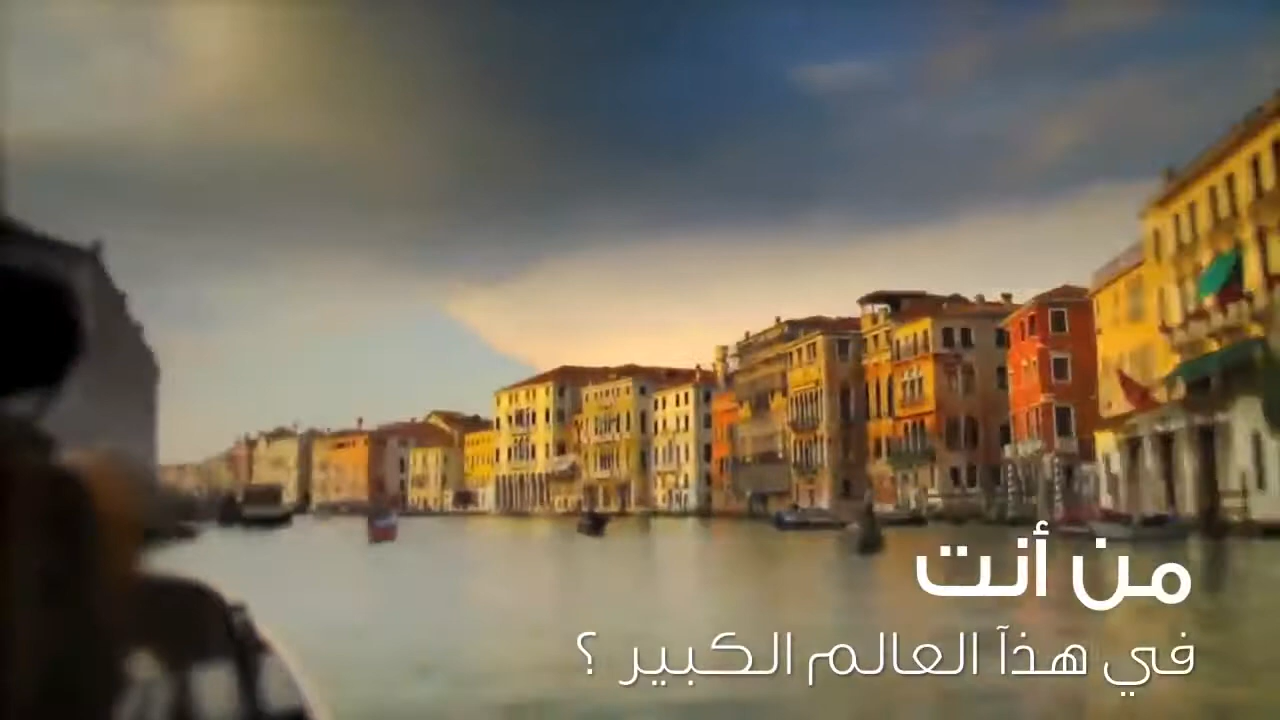 من أنت
في هذآ العالم الكبير ؟